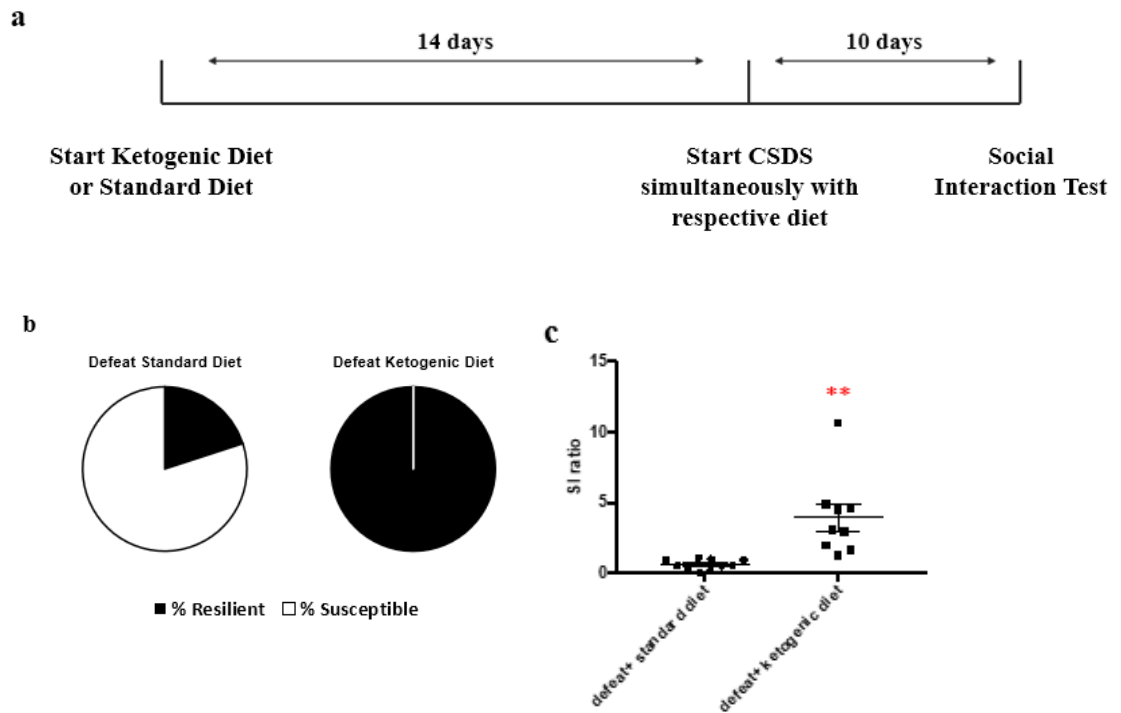 a
14 days
10 days
Start Ketogenic Diet
or Standard Diet
Start CSDS
simultaneously with
respective diet
Social
Interaction Test
b
Defeat Standard Diet
Defeat Ketogenic Diet
% Resilient
% Susceptible
c
15
10
5
0
SI ratio
**
defeat+ standard diet
defeat+ ketogenic diet